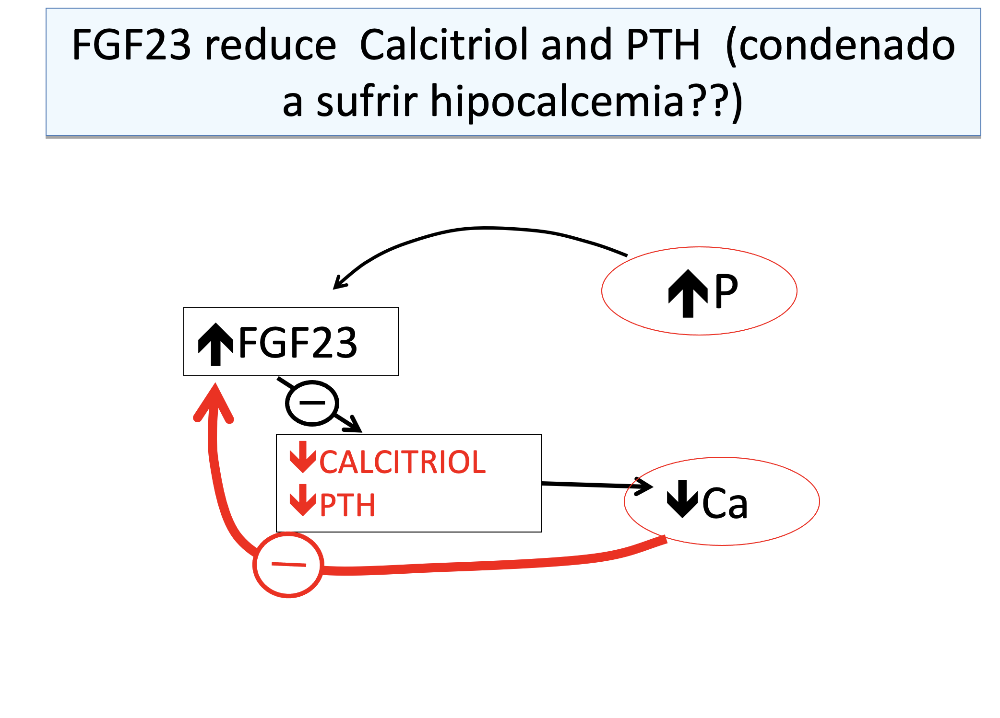 FGF23 reduce  Calcitriol and PTH  (condenado
a sufrir hipocalcemia??)
↑P
↑FGF23
—
↓CALCITRIOL
↓PTH
↓Ca
—